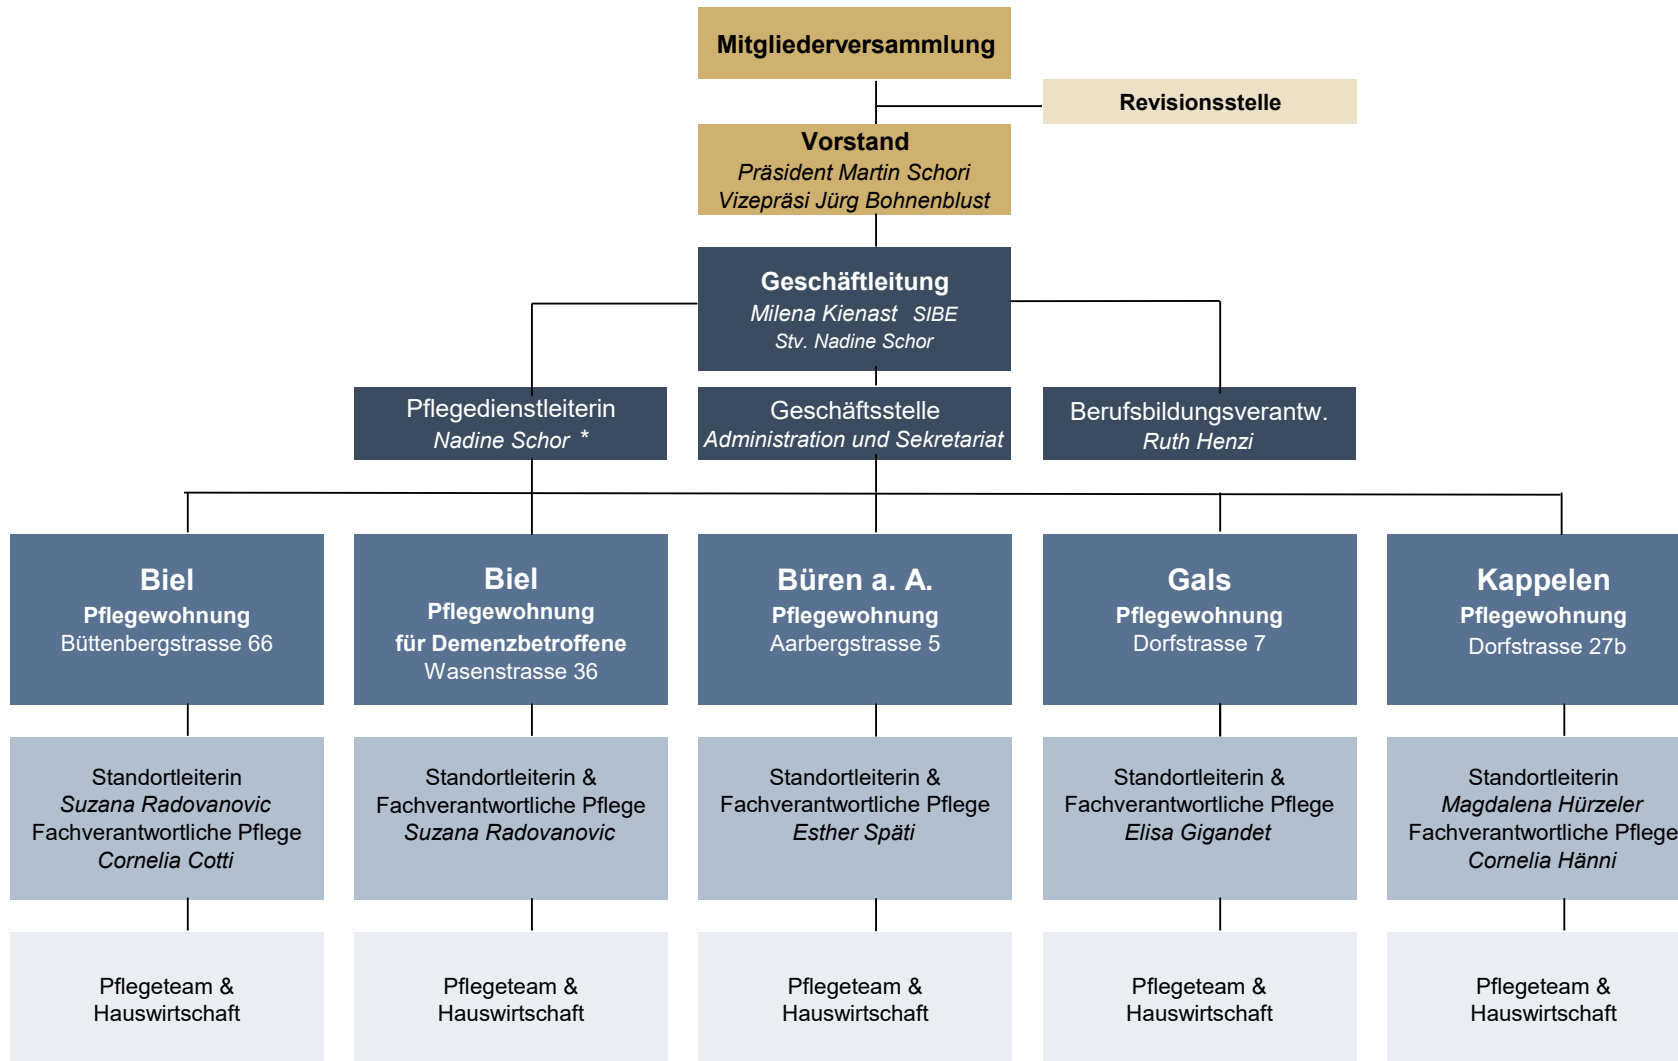 Mitgliederversammlung
Revisionsstelle
Vorstand
Präsident Martin Schori
Vizepräsi Jürg Bohnenblust
Geschäftleitung
Milena Kienast SIBE
Stv. Nadine Schor
Pflegedienstleiterin
Nadine Schor *
Geschäftsstelle
Administration und Sekretariat
Berufsbildungsverantw.
Ruth Henzi
Biel
Pflegewohnung
Büttenbergstrasse 66
Biel
Pflegewohnung
für Demenzbetroffene
Wasenstrasse 36
Büren a. A.
Pflegewohnung
Aarbergstrasse 5
Gals
Pflegewohnung
Dorfstrasse 7
Kappelen
Pflegewohnung
Dorfstrasse 27b
Standortleiterin
Suzana Radovanovic
Fachverantwortliche Pflege
Cornelia Cotti
Standortleiterin &
Fachverantwortliche Pflege
Suzana Radovanovic
Standortleiterin &
Fachverantwortliche Pflege
Esther Späti
Standortleiterin &
Fachverantwortliche Pflege
Elisa Gigandet
Standortleiterin
Magdalena Hürzeler
Fachverantwortliche Pflege
Cornelia Hänni
Pflegeteam &
Hauswirtschaft
Pflegeteam &
Hauswirtschaft
Pflegeteam &
Hauswirtschaft
Pflegeteam &
Hauswirtschaft
Pflegeteam &
Hauswirtschaft